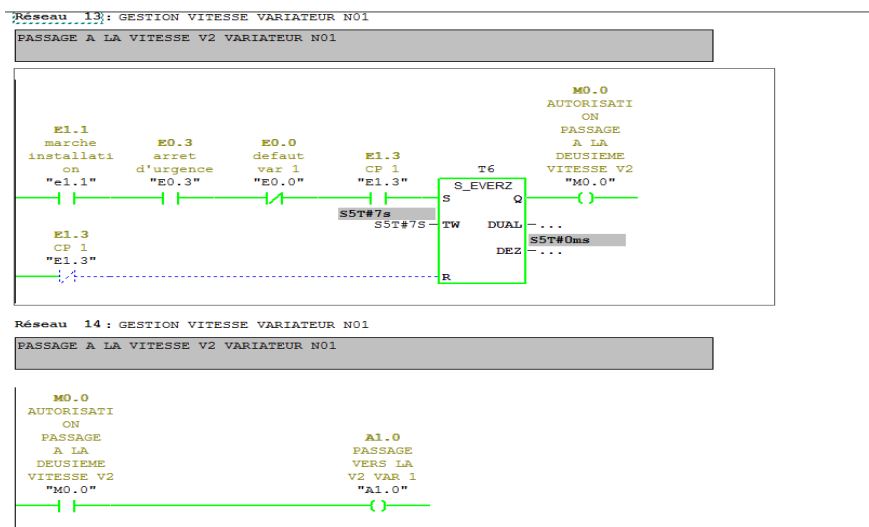 Réseau 13: GESTION VITESSE VARIATEUR N01
PASSAGE A LA VITESSE V2 VARIATEUR N01
M0.0
AUTORISATI
ON
PASSAGE
A LA
DEUSIEME
VITESSE V2
"M0.0"
E1.1
marche
installati
on
"e1.1"
E0.3
arret
d'urgence
"E0.3"
E0.0
defaut
var 1
"E0.0"
E1.3
CP 1
"E1.3"
T6
S_EVERZ
S Q
S5T#7s
S5T#7S TW DUAL ...
S5T#0ms
DEZ ...
E1.3
CP 1
"E1.3"
R
Réseau 14: GESTION VITESSE VARIATEUR N01
PASSAGE A LA VITESSE V2 VARIATEUR N01
M0.0
AUTORISATI
ON
PASSAGE
A LA
DEUSIEME
VITESSE V2
"M0.0"
A1.0
PASSAGE
VERS LA
V2 VAR 1
"A1.0"